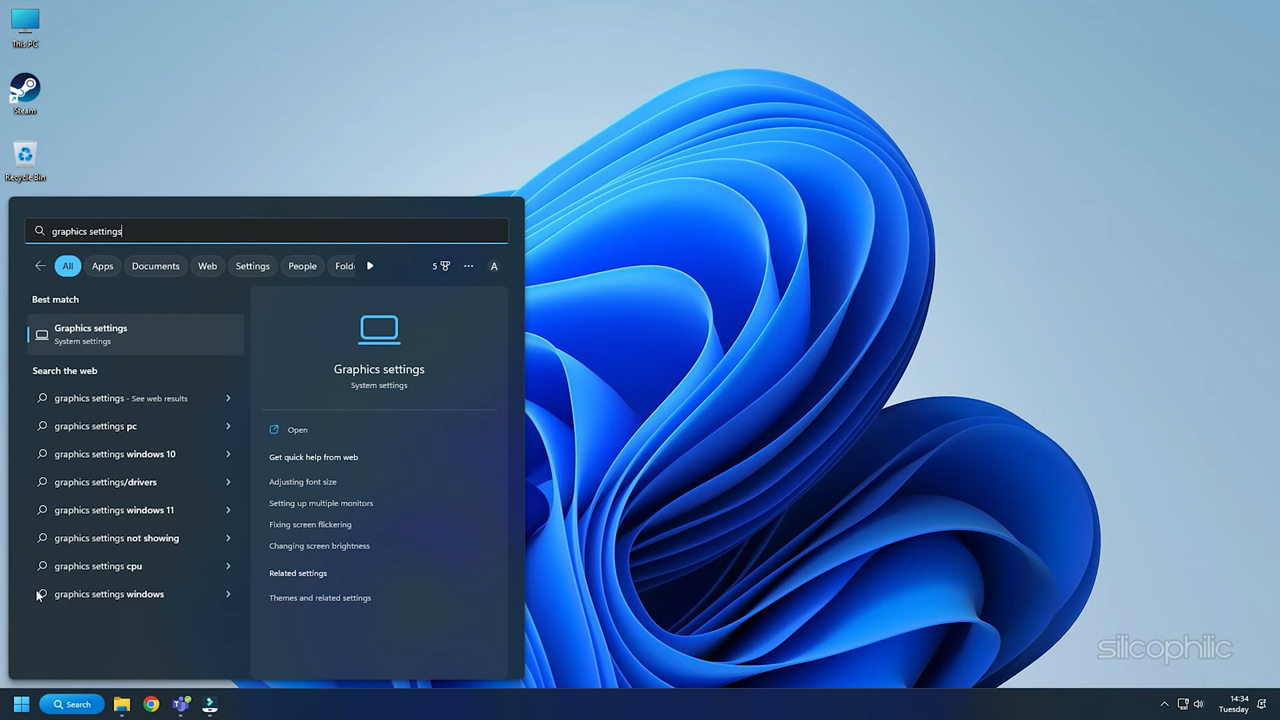 This PC
Steam
Recycle Bin
graphics settings
All Apps Documents Web Settings People Fold 5 ... A
Best match
Graphics settings
System settings
Search the web
graphics settings - See web results
graphics settings pc
graphics settings windows 10
graphics settings/drivers
graphics settings windows 11
graphics settings not showing
graphics settings cpu
graphics settings windows
Graphics settings
System settings
Open
Get quick help from web
Adjusting font size
Setting up multiple monitors
Fixing screen flickering
Changing screen brightness
Related settings
Themes and related settings
silicophilic
Search
14:34
Tuesday